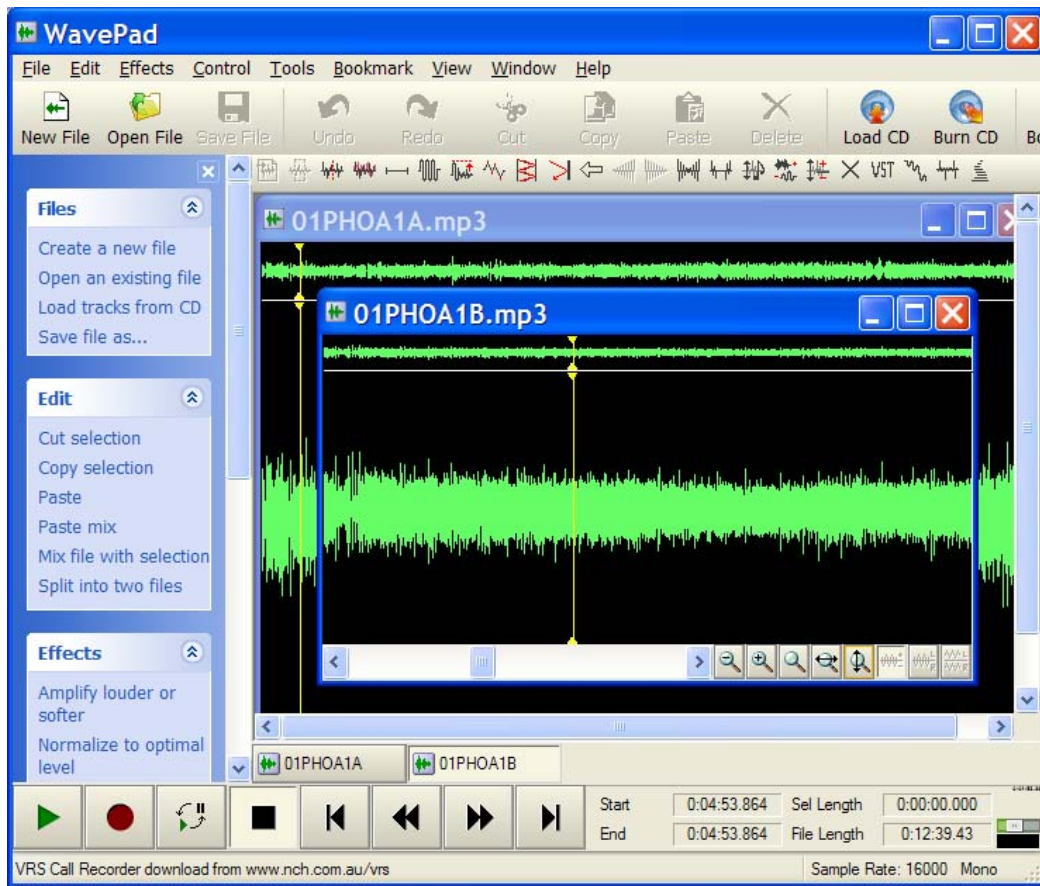 WavePad
File Edit Effects Control Tools Bookmark View Window Help
New File Open File Save File Undo Redo Cut Copy Paste Delete Load CD Burn CD
VST
Files
Create a new file
Open an existing file
Load tracks from CD
Save file as...
Edit
Cut selection
Copy selection
Paste
Paste mix
Mix file with selection
Split into two files
Effects
Amplify louder or
softer
Normalize to optimal
level
01PHOA1A.mp3
01PHOA1B.mp3
01PHOA1A 01PHOA1B
Start 0:04:53.864 Sel Length 0:00:00.000
End 0:04:53.864 File Length 0:12:39.43
VRS Call Recorder download from www.nch.com.au/vrs Sample Rate: 16000 Mono